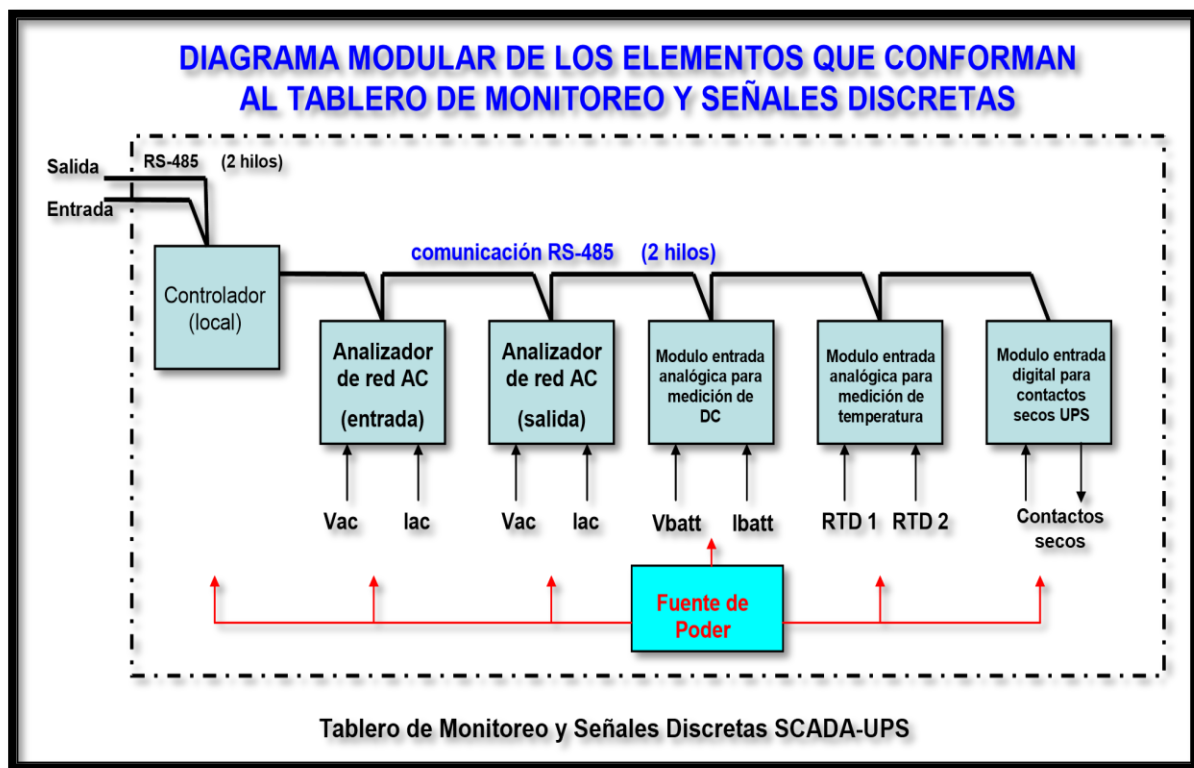 DIAGRAMA MODULAR DE LOS ELEMENTOS QUE CONFORMAN
AL TABLERO DE MONITOREO Y SEÑALES DISCRETAS
Salida
RS-485 (2 hilos)
Entrada
comunicación RS-485 (2 hilos)
Controlador
(local)
Analizador
de red AC
(entrada)
Analizador
de red AC
(salida)
Modulo entrada
analógica para
medición de
DC
Modulo entrada
analógica para
medición de
temperatura
Modulo entrada
digital para
contactos
secos UPS
Vac
Iac
Vac
Iac
Vbatt
Ibatt
RTD 1
RTD 2
Contactos
secos
Fuente de
Poder
Tablero de Monitoreo y Señales Discretas SCADA-UPS